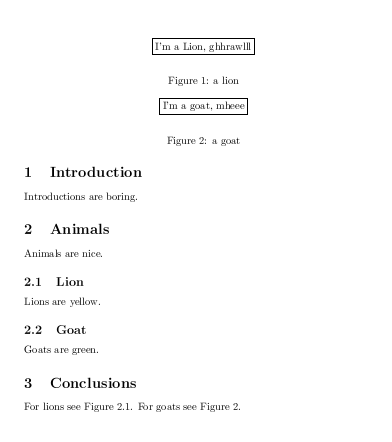 I'm a Lion, ghhrawlll
Figure 1: a lion
I'm a goat, mheee
Figure 2: a goat
1 Introduction
Introductions are boring.
2 Animals
Animals are nice.
2.1 Lion
Lions are yellow.
2.2 Goat
Goats are green.
3 Conclusions
For lions see Figure 2.1. For goats see Figure 2.